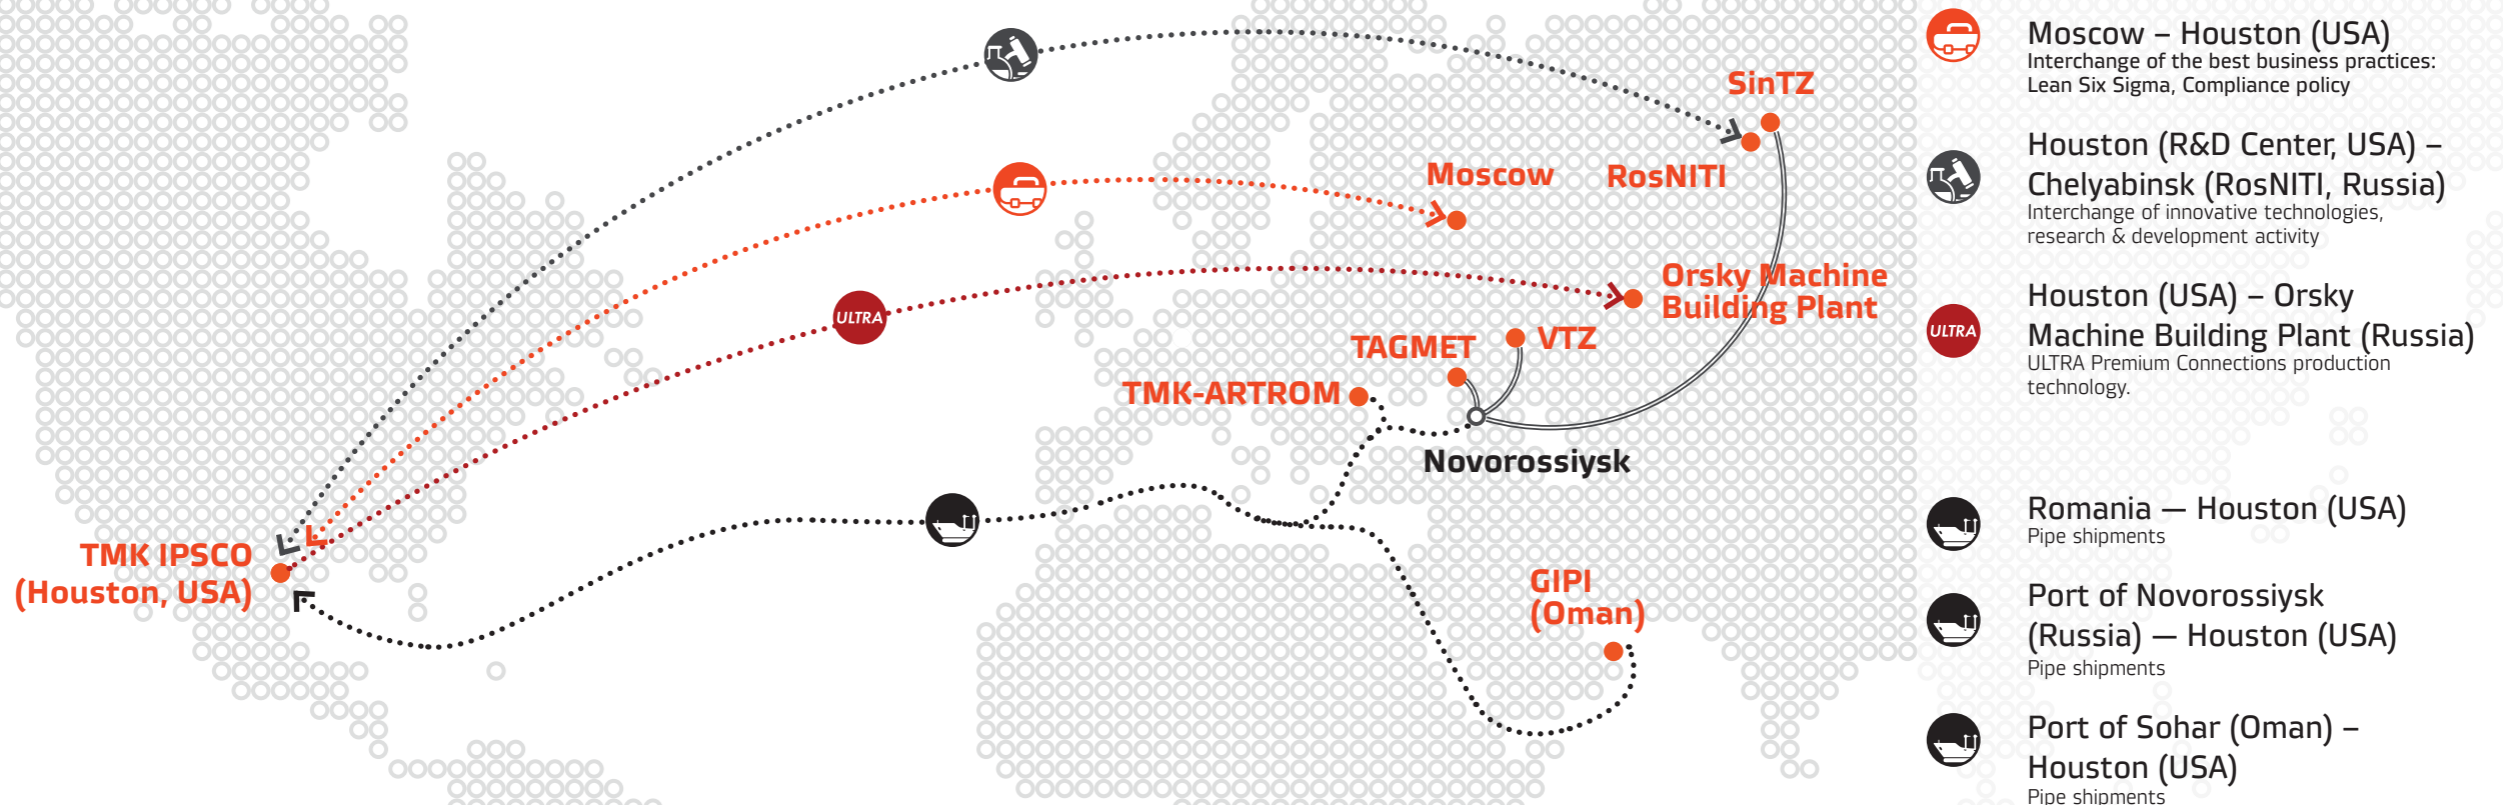 SinTZ
Moscow
RosNITI
Orsky Machine
Building Plant
ULTRA
TAGMET
VTZ
TMK-ARTROM
Novorossiysk
TMK IPSCO
(Houston, USA)
GIPI
(Oman)
Moscow – Houston (USA)
Interchange of the best business practices:
Lean Six Sigma, Compliance policy
Houston (R&D Center, USA) –
Chelyabinsk (RosNITI, Russia)
Interchange of innovative technologies,
research & development activity
ULTRA
Houston (USA) – Orsky
Machine Building Plant (Russia)
ULTRA Premium Connections production
technology.
Romania — Houston (USA)
Pipe shipments
Port of Novorossiysk
(Russia) — Houston (USA)
Pipe shipments
Port of Sohar (Oman) –
Houston (USA)
Pipe shipments